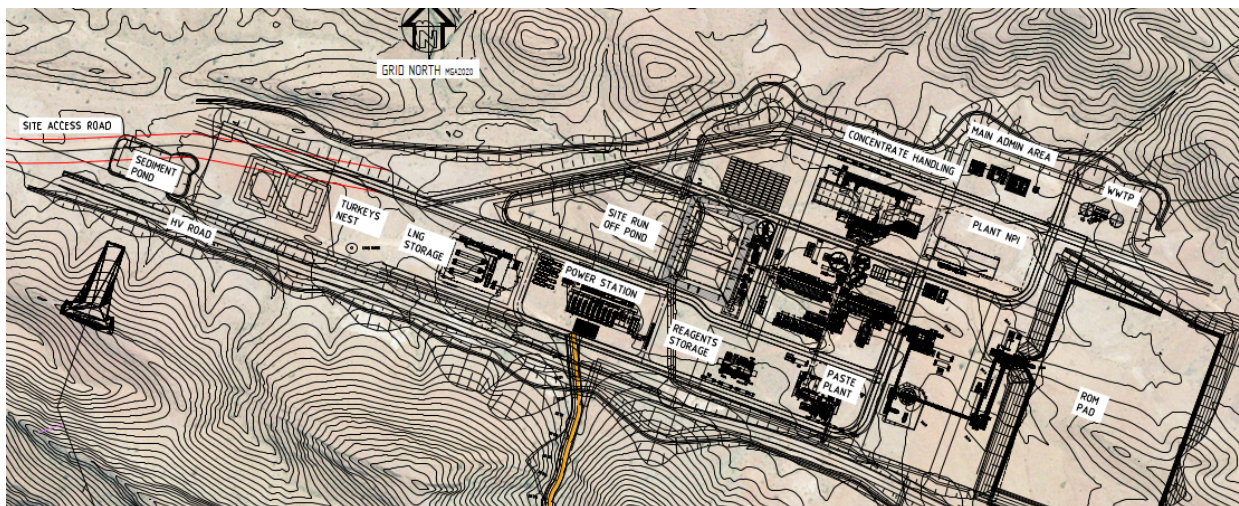 GRID NORTH MGA2020
SITE ACCESS ROAD
SEDIMENT
POND
HV ROAD
TURKEYS
NEST
LNG
STORAGE
POWER STATION
SITE RUN
OFF POND
CONCENTRATE HANDLING
MAIN ADMIN AREA
WWTP
PLANT NPI
REAGENTS
STORAGE
PASTE
PLANT
ROM
PAD